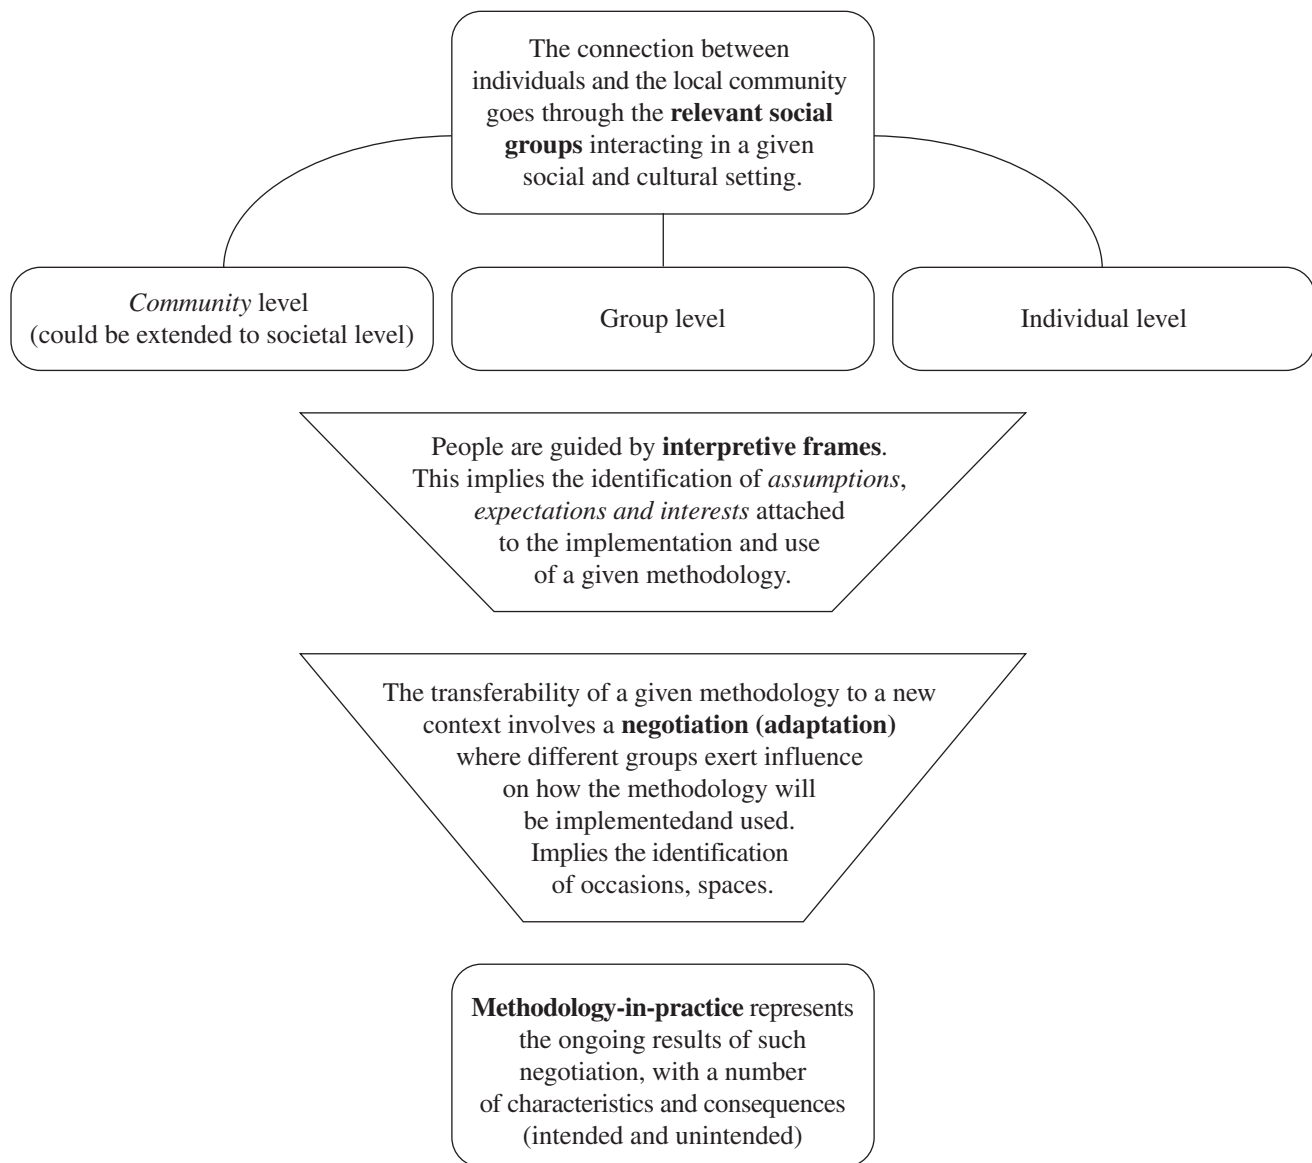 The connection between
individuals and the local community
goes through the relevant social
groups interacting in a given
social and cultural setting.
Community level
(could be extended to societal level)
Group level
Individual level
People are guided by interpretive frames.
This implies the identification of assumptions,
expectations and interests attached
to the implementation and use
of a given methodology.
The transferability of a given methodology to a new
context involves a negotiation (adaptation)
where different groups exert influence
on how the methodology will
be implementedand used.
Implies the identification
of occasions, spaces.
Methodology-in-practice represents
the ongoing results of such
negotiation, with a number
of characteristics and consequences
(intended and unintended)